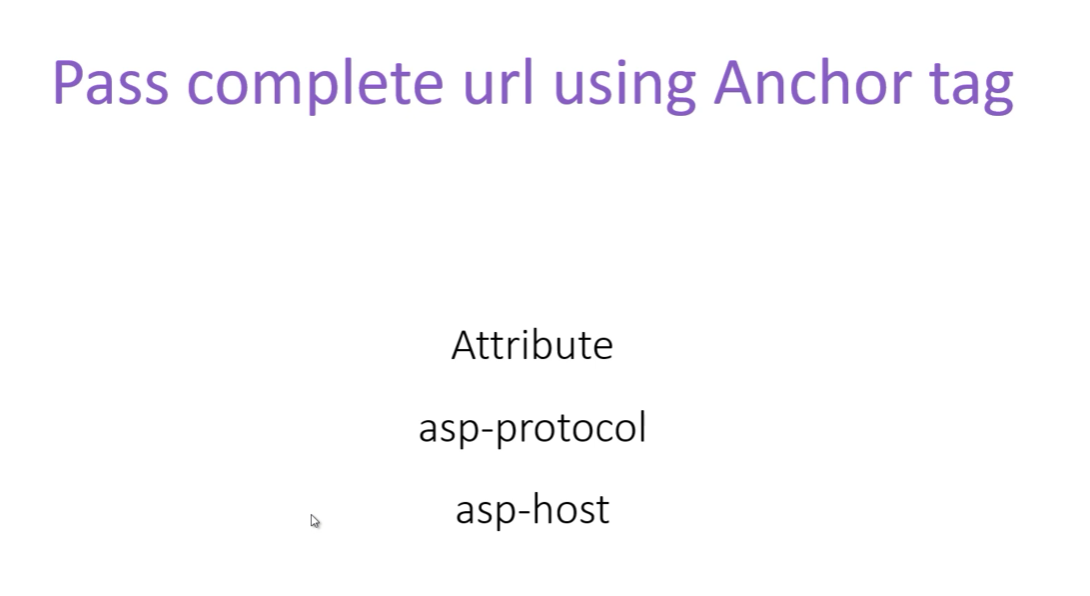 Pass complete url using Anchor tag
Attribute
asp-protocol
asp-host